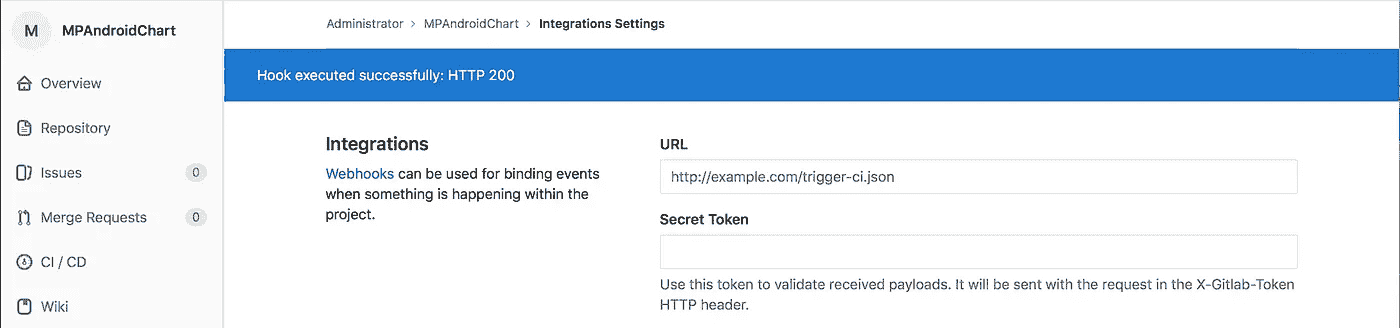 M MPAndroidChart
Administrator > MPAndroidChart > Integrations Settings
Hook executed successfully: HTTP 200
Overview
Repository
Issues 0
Merge Requests 0
CI / CD
Wiki
Integrations
Webhooks can be used for binding events
when something is happening within the
project.
URL
http://example.com/trigger-ci.json
Secret Token
Use this token to validate received payloads. It will be sent with the request in the X-Gitlab-Token
HTTP header.